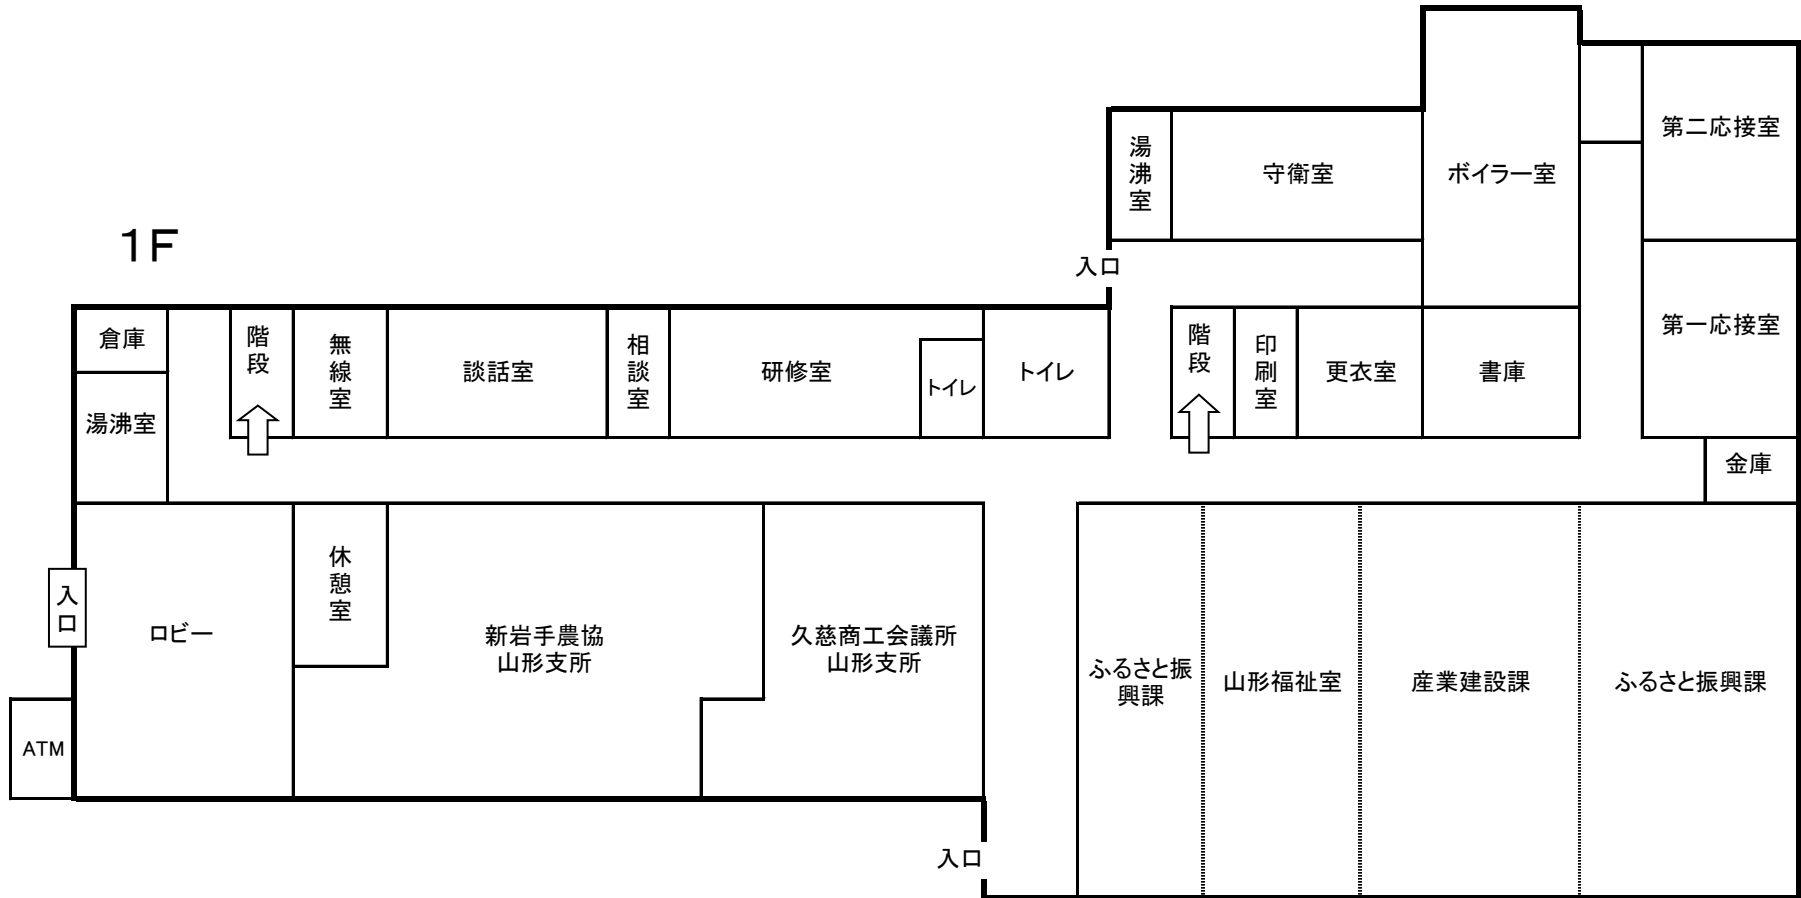 1F
湯沸室
守衛室
ボイラー室
第二応接室
入口
倉庫
湯沸室
階段
無線室
談話室
相談室
研修室
トイレ
トイレ
階段
印刷室
更衣室
書庫
第一応接室
金庫
入口
ロビー
ATM
休憩室
新岩手農協
山形支所
久慈商工会議所
山形支所
入口
ふるさと振
興課
山形福祉室
産業建設課
ふるさと振興課